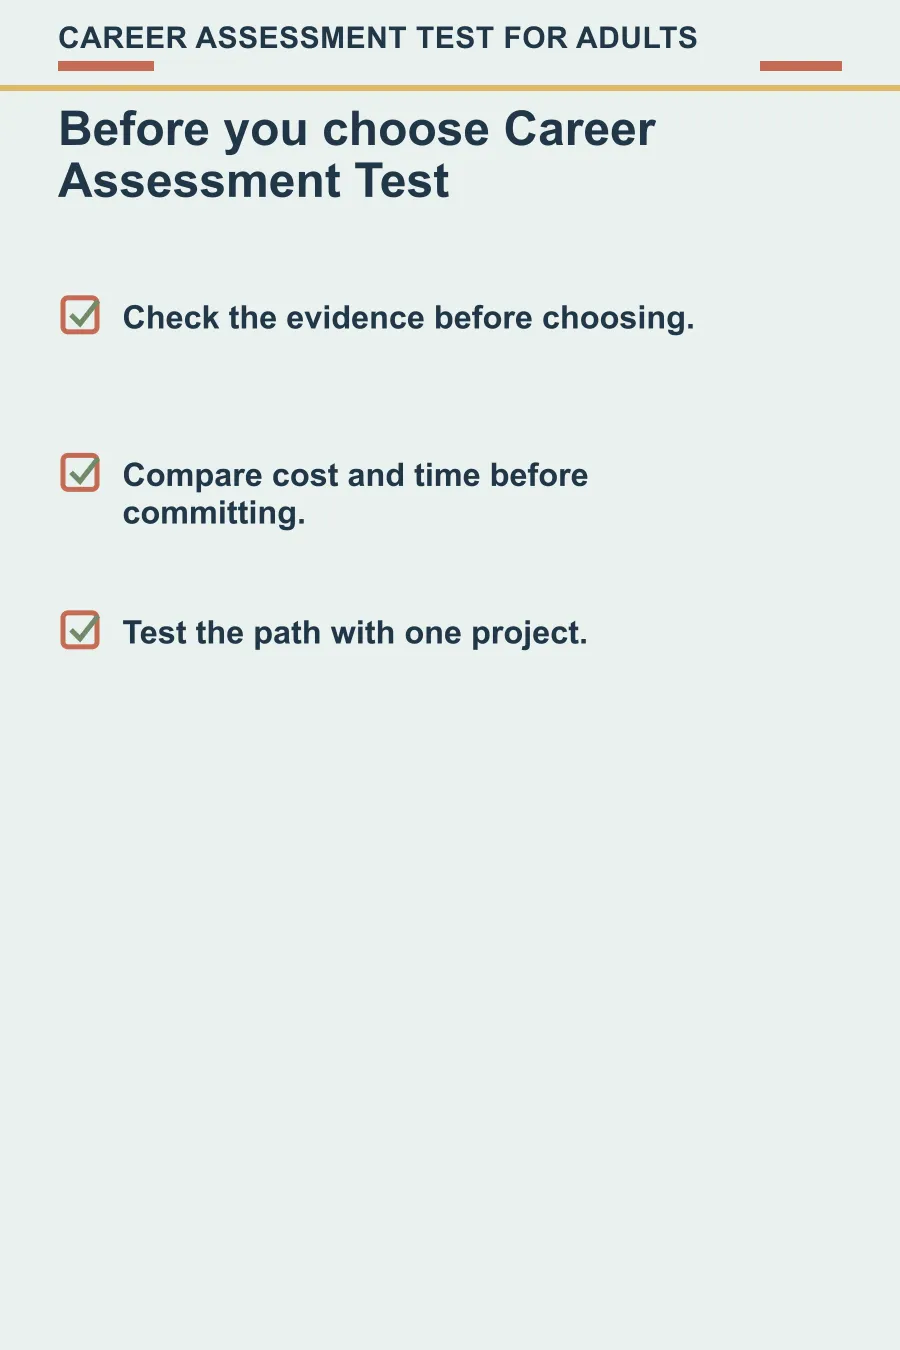 CAREER ASSESSMENT TEST FOR ADULTS
Before you choose Career
Assessment Test
Check the evidence before choosing.
Compare cost and time before
committing.
Test the path with one project.